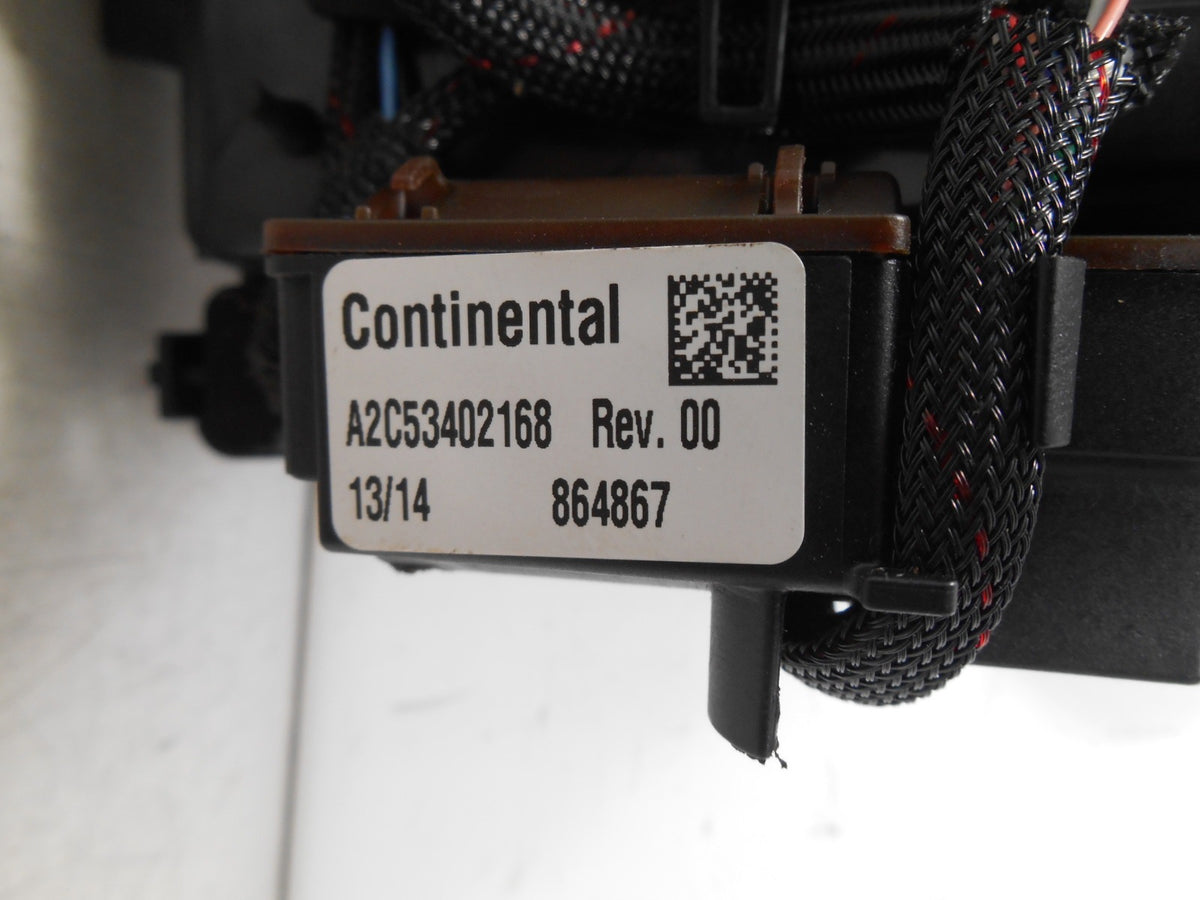 Continental
A2C53402168 Rev. 00
13/14 864867